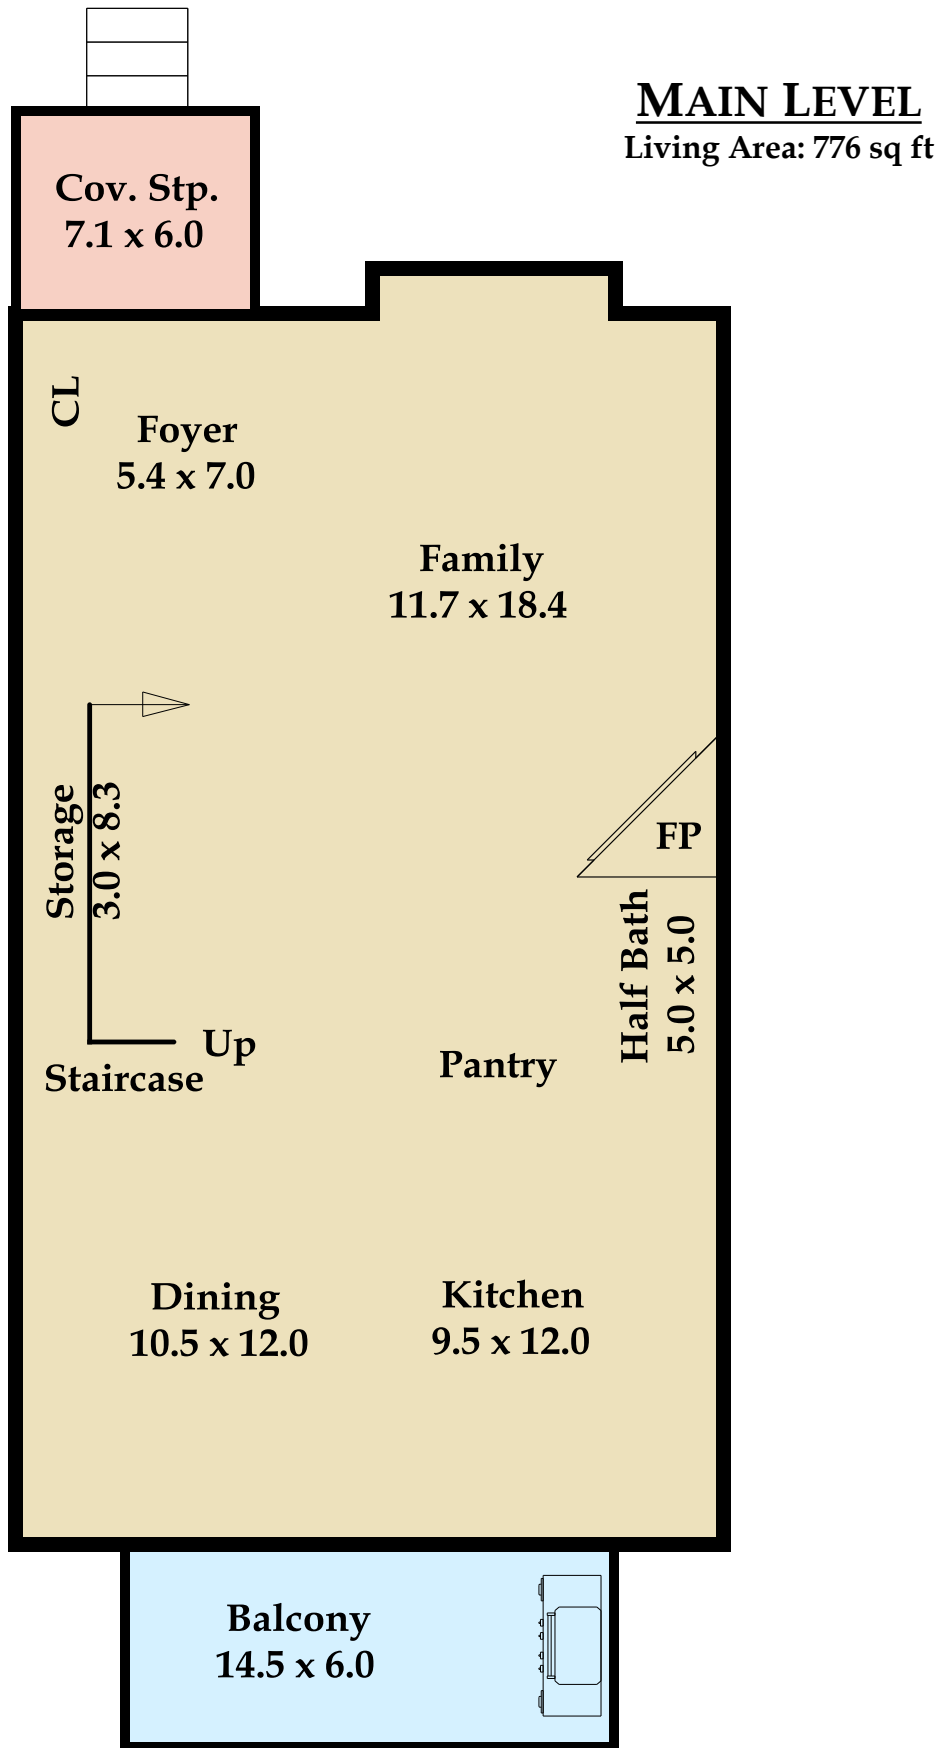 MAIN LEVEL
Living Area: 776 sq ft
Cov. Stp.
7.1 x 6.0
CL
Foyer
5.4 x 7.0
Family
11.7 x 18.4
Storage
3.0 x 8.3
FP
Half Bath
5.0 x 5.0
Up
Staircase
Pantry
Dining
10.5 x 12.0
Kitchen
9.5 x 12.0
Balcony
14.5 x 6.0